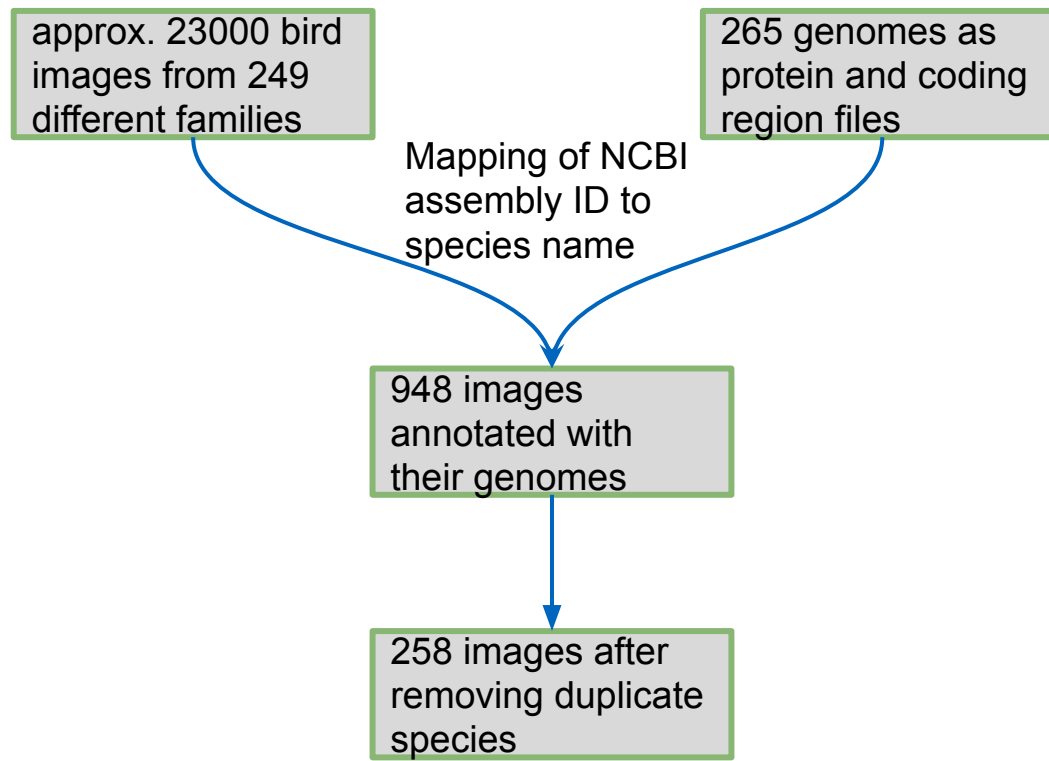 approx. 23000 bird
images from 249
different families
265 genomes as
protein and coding
region files
Mapping of NCBI
assembly ID to
species name
948 images
annotated with
their genomes
258 images after
removing duplicate
species